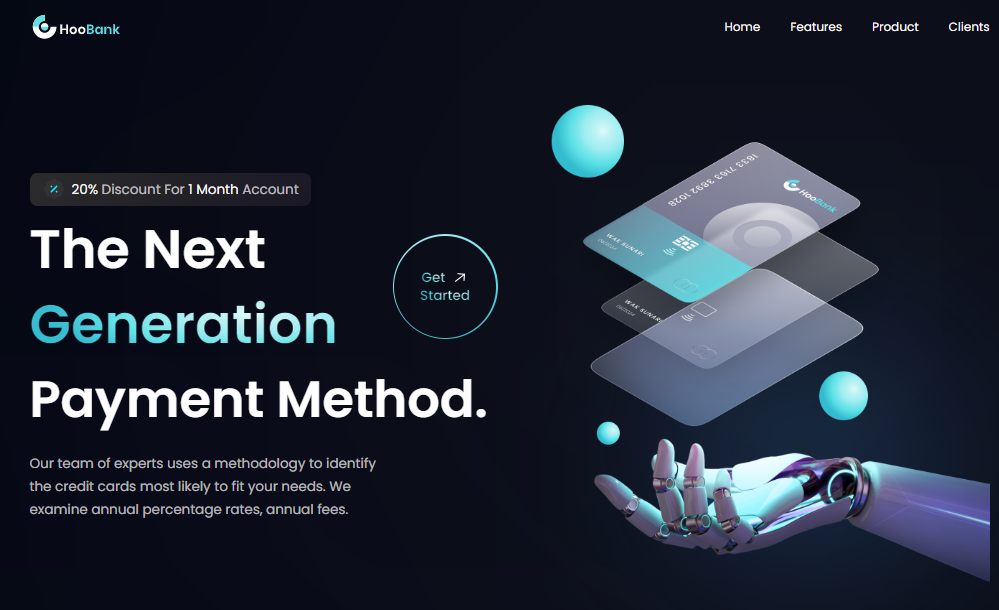 HooBank
Home Features Product Clients
20% Discount For 1 Month Account
The Next
Generation
Payment Method.
Get
Started
Our team of experts uses a methodology to identify
the credit cards most likely to fit your needs. We
examine annual percentage rates, annual fees.
1833 7163 3892 1028
HooBank
WAK SUNARI
WAK SUNARI